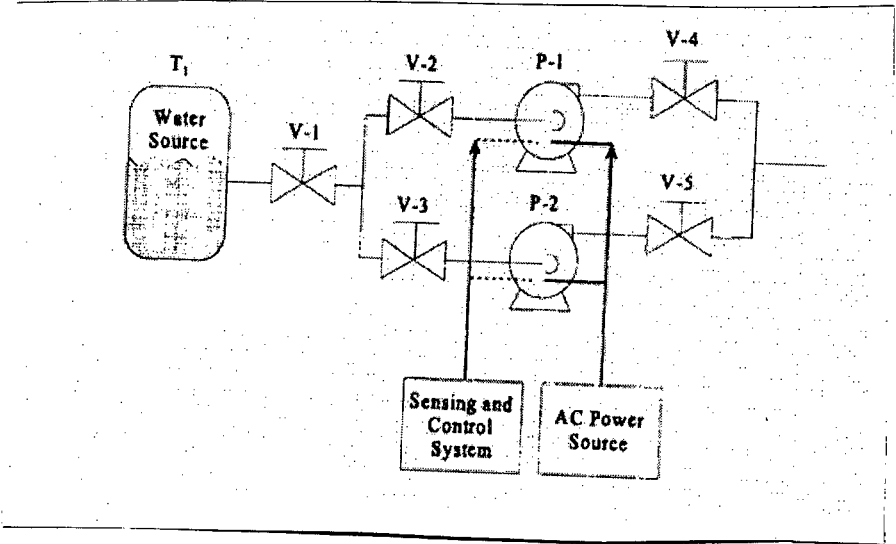 T1
Water
Source
V-1
V-2
P-1
V-4
V-3
P-2
V-5
Sensing and
Control
System
AC Power
Source